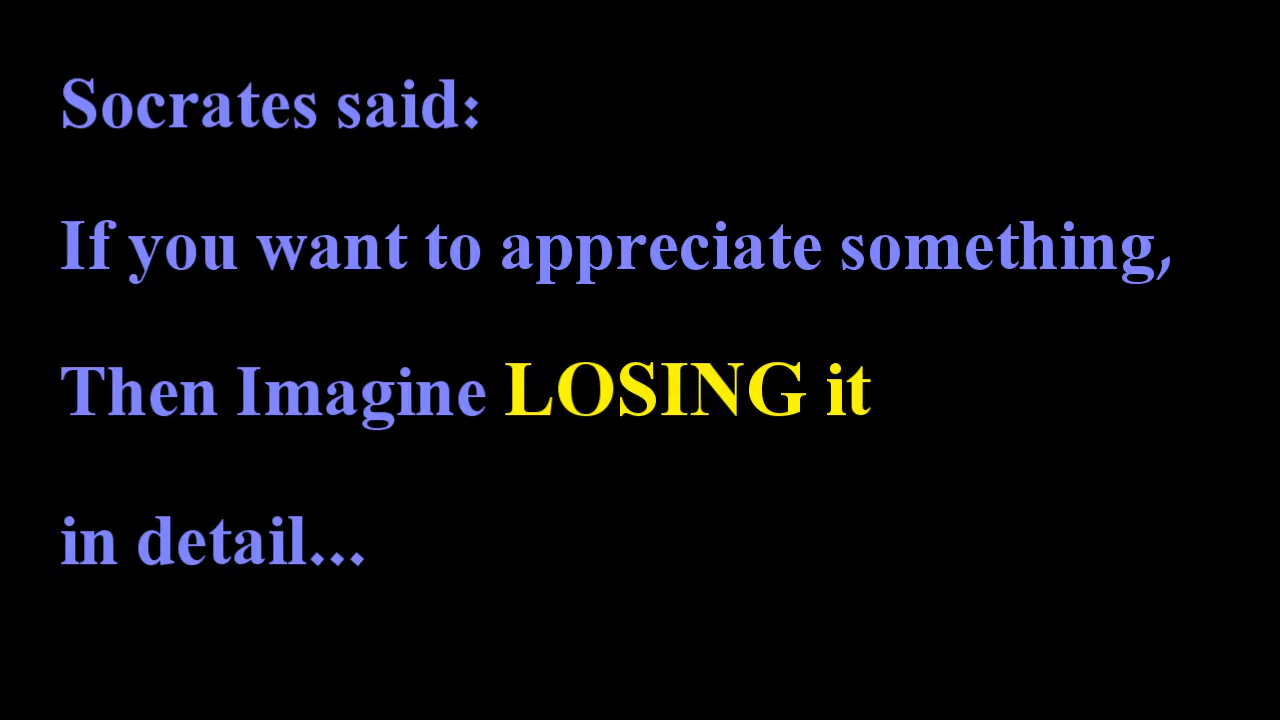 Socrates said:
If you want to appreciate something,
Then Imagine LOSING it
in detail...